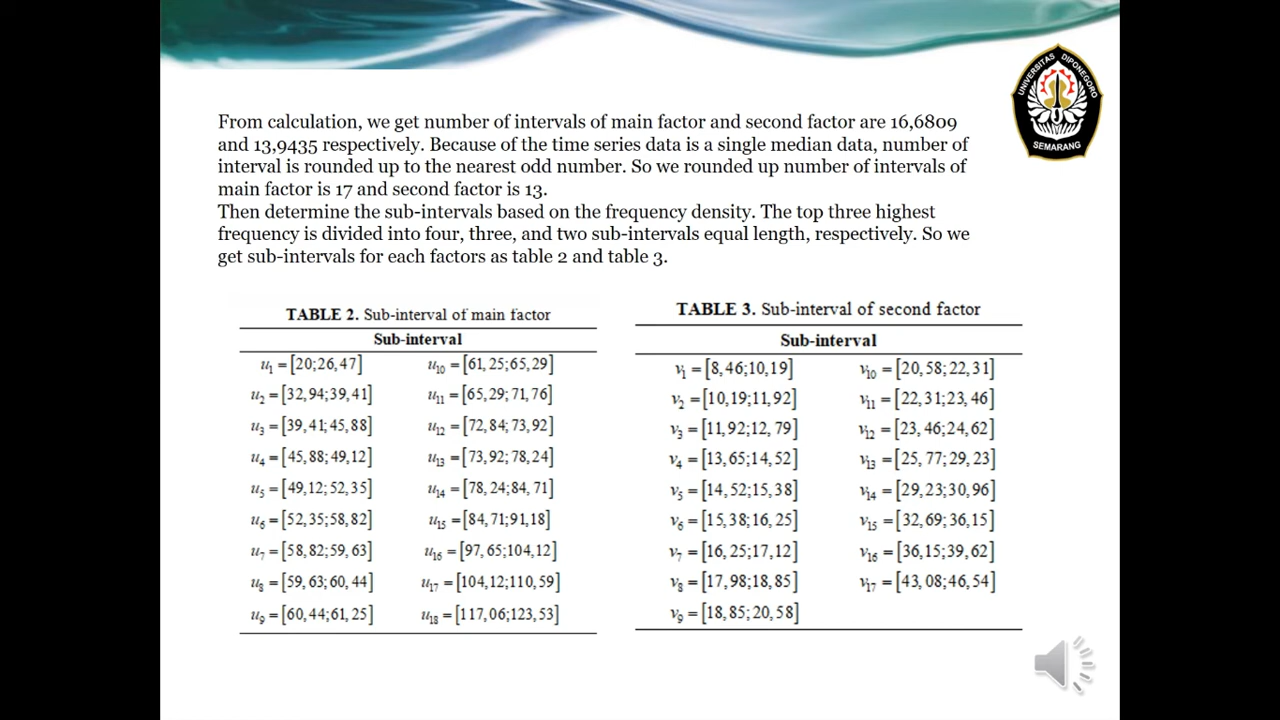 UNIVERSITAS DIPONEGORO
SEMARANG
From calculation, we get number of intervals of main factor and second factor are 16,6809
and 13,9435 respectively. Because of the time series data is a single median data, number of
interval is rounded up to the nearest odd number. So we rounded up number of intervals of
main factor is 17 and second factor is 13.
Then determine the sub-intervals based on the frequency density. The top three highest
frequency is divided into four, three, and two sub-intervals equal length, respectively. So we
get sub-intervals for each factors as table 2 and table 3.
TABLE 2. Sub-interval of main factor
Sub-interval
u₁ =[20;26,47] u₁₀ =[61,25;65,29]
u₂ =[32,94;39,41] u₁₁ =[65,29;71,76]
u₃ =[39,41;45,88] u₁₂ =[72,84;73,92]
u₄ =[45,88;49,12] u₁₃ =[73,92;78,24]
u₅ =[49,12;52,35] u₁₄ =[78,24;84,71]
u₆ =[52,35;58,82] u₁₅ =[84,71;91,18]
u₇ =[58,82;59,63] u₁₆ =[97,65;104,12]
u₈ =[59,63;60,44] u₁₇ =[104,12;110,59]
u₉ =[60,44;61,25] u₁₈ =[117,06;123,53]
TABLE 3. Sub-interval of second factor
Sub-interval
v₁ =[8,46;10,19] v₁₀ =[20,58;22,31]
v₂ =[10,19;11,92] v₁₁ =[22,31;23,46]
v₃ =[11,92;12,79] v₁₂ =[23,46;24,62]
v₄ =[13,65;14,52] v₁₃ =[25,77;29,23]
v₅ =[14,52;15,38] v₁₄ =[29,23;30,96]
v₆ =[15,38;16,25] v₁₅ =[32,69;36,15]
v₇ =[16,25;17,12] v₁₆ =[36,15;39,62]
v₈ =[17,98;18,85] v₁₇ =[43,08;46,54]
v₉ =[18,85;20,58]